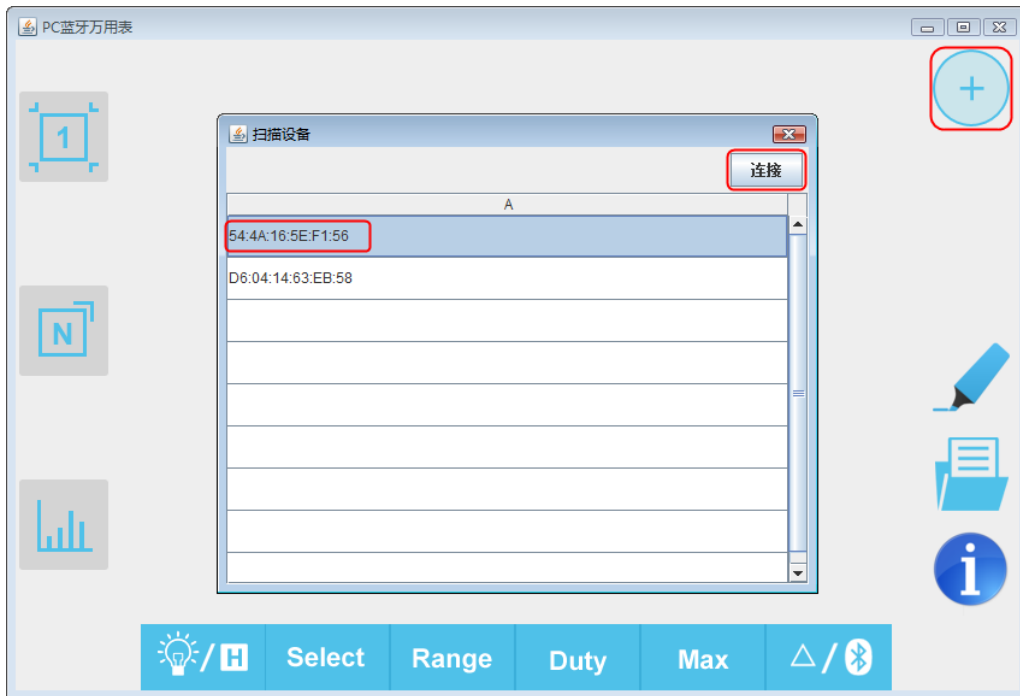 PC蓝牙万用表
+
1
扫描设备
连接
A
54:4A:16:5E:F1:56
D6:04:14:63:EB:58
N
i
/ H
Select
Range
Duty
Max
△ /